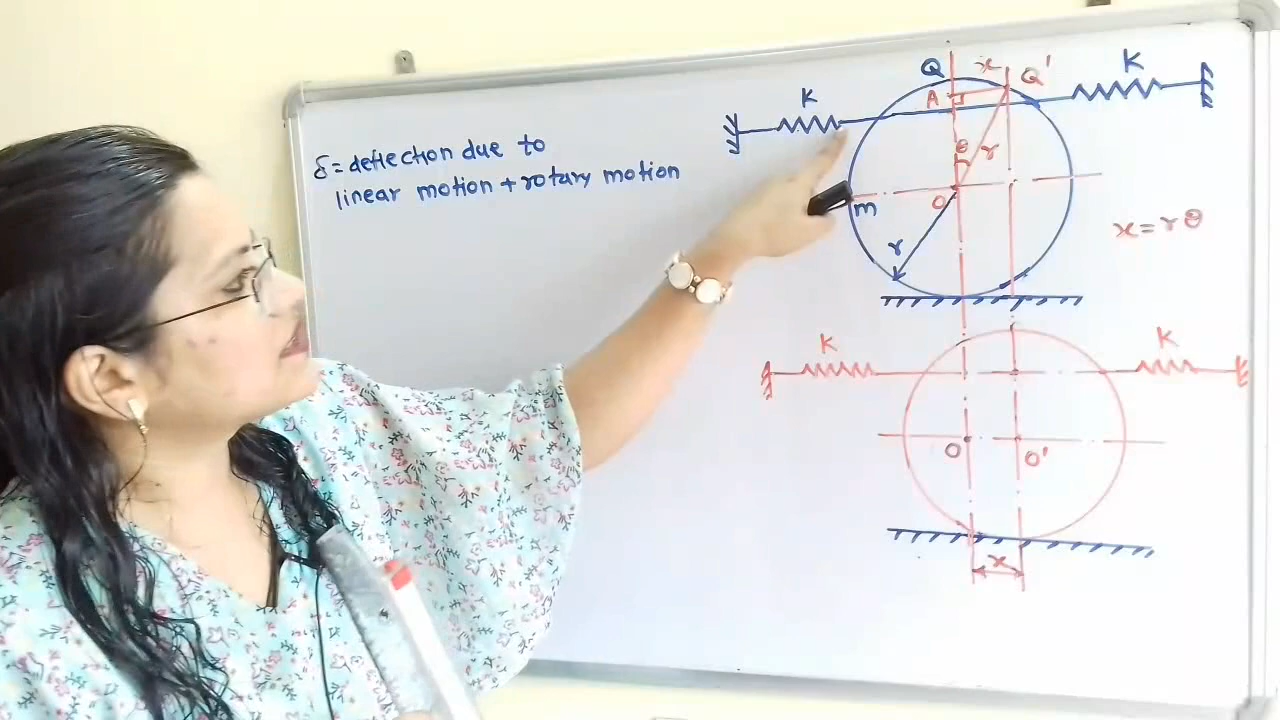 δ = deflection due to
linear motion + rotary motion
K
Q
x
Q'
K
A
θ
r
O
m
r
x = rθ
K
K
O
O'
x